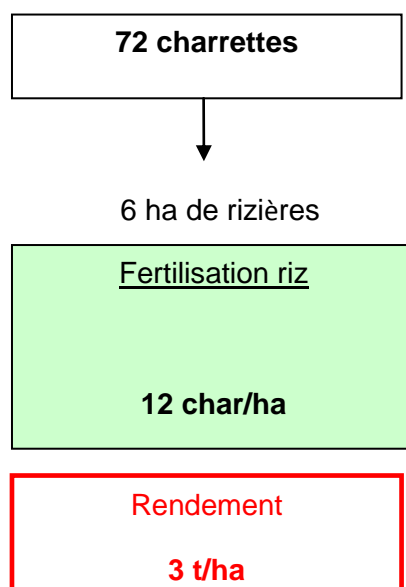 72 charrettes
6 ha de rizières
Fertilisation riz
12 char/ha
Rendement
3 t/ha